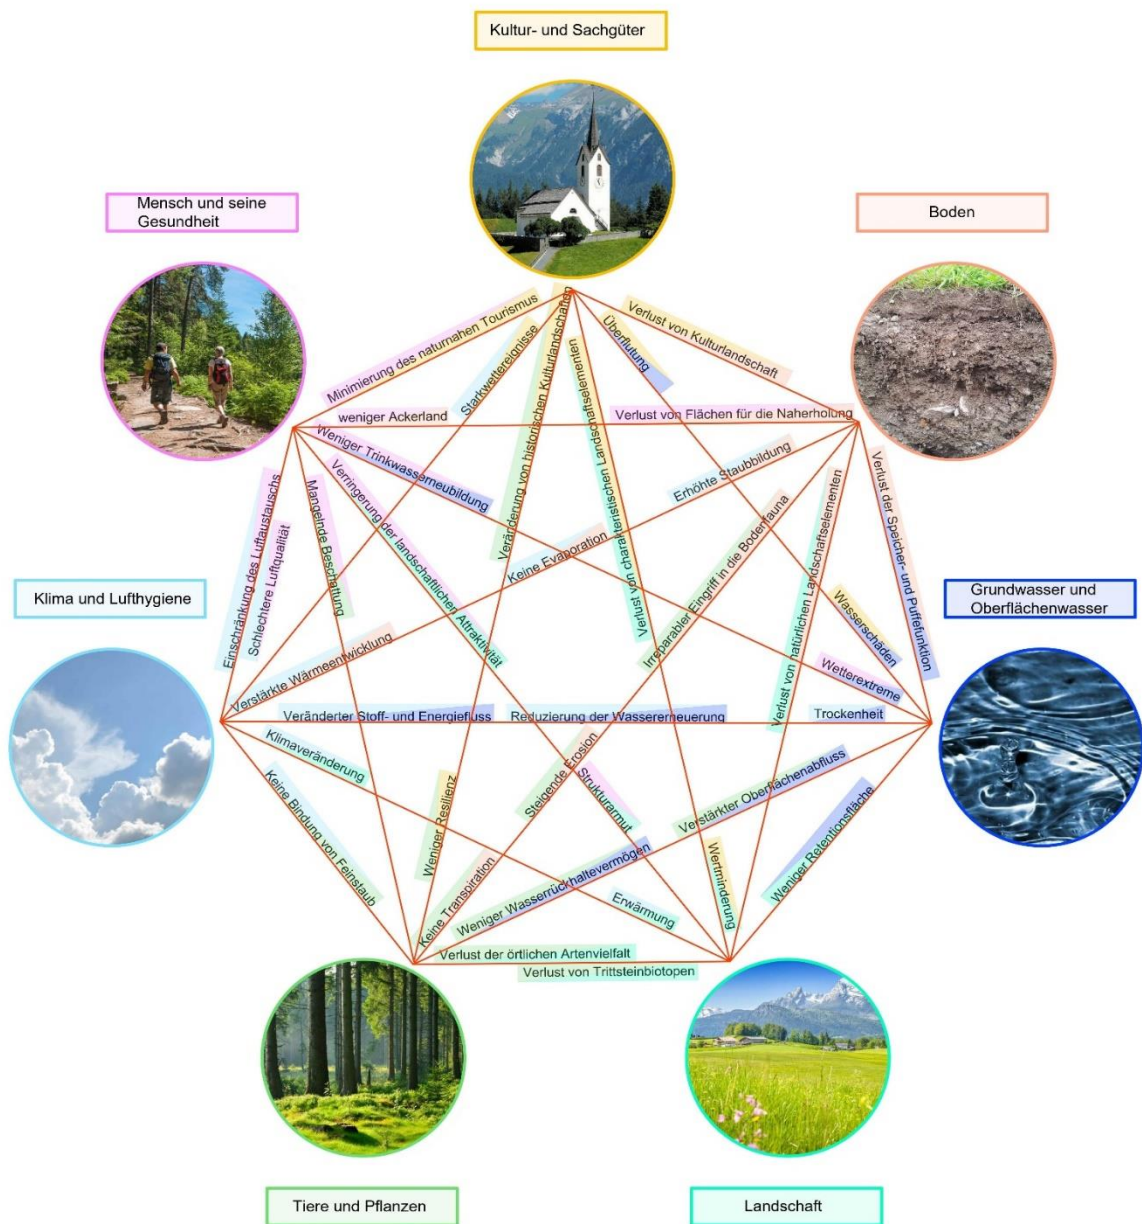 Kultur- und Sachgüter
Mensch und seine
Gesundheit
Boden
Minimierung des naturnahen Tourismus
Starkwettereignisse
Veränderung von historischen Kulturlandschaften
Verlust von charakteristischen Landschaftselementen
Überflutung
Verlust von Kulturlandschaft
weniger Ackerland
Verlust von Flächen für die Naherholung
Weniger Trinkwasserneubildung
Erhöhte Staubbildung
Einschränkung des Luftaustauschs
Schlechtere Luftqualität
Mangelnde Beschattung
Verringerung der landschaftlichen Attraktivität
Keine Evaporation
Irreparabler Eingriff in die Bodenfauna
Verlust von natürlichen Landschaftselementen
Verlust der Speicher- und Puffefunktion
Klima und Lufthygiene
Grundwasser und
Oberflächenwasser
Wasserschäden
Wetterextreme
Verstärkte Wärmeentwicklung
Veränderter Stoff- und Energiefluss
Reduzierung der Wassererneuerung
Trockenheit
Klimaveränderung
Keine Bindung von Feinstaub
Weniger Resilienz
Steigende Erosion
Strukturarmut
Verstärkter Oberflächenabfluss
Weniger Retentionsfläche
Keine Transpiration
Weniger Wasserrückhaltevermögen
Erwärmung
Wertminderung
Verlust der örtlichen Artenvielfalt
Verlust von Trittsteinbiotopen
Tiere und Pflanzen
Landschaft